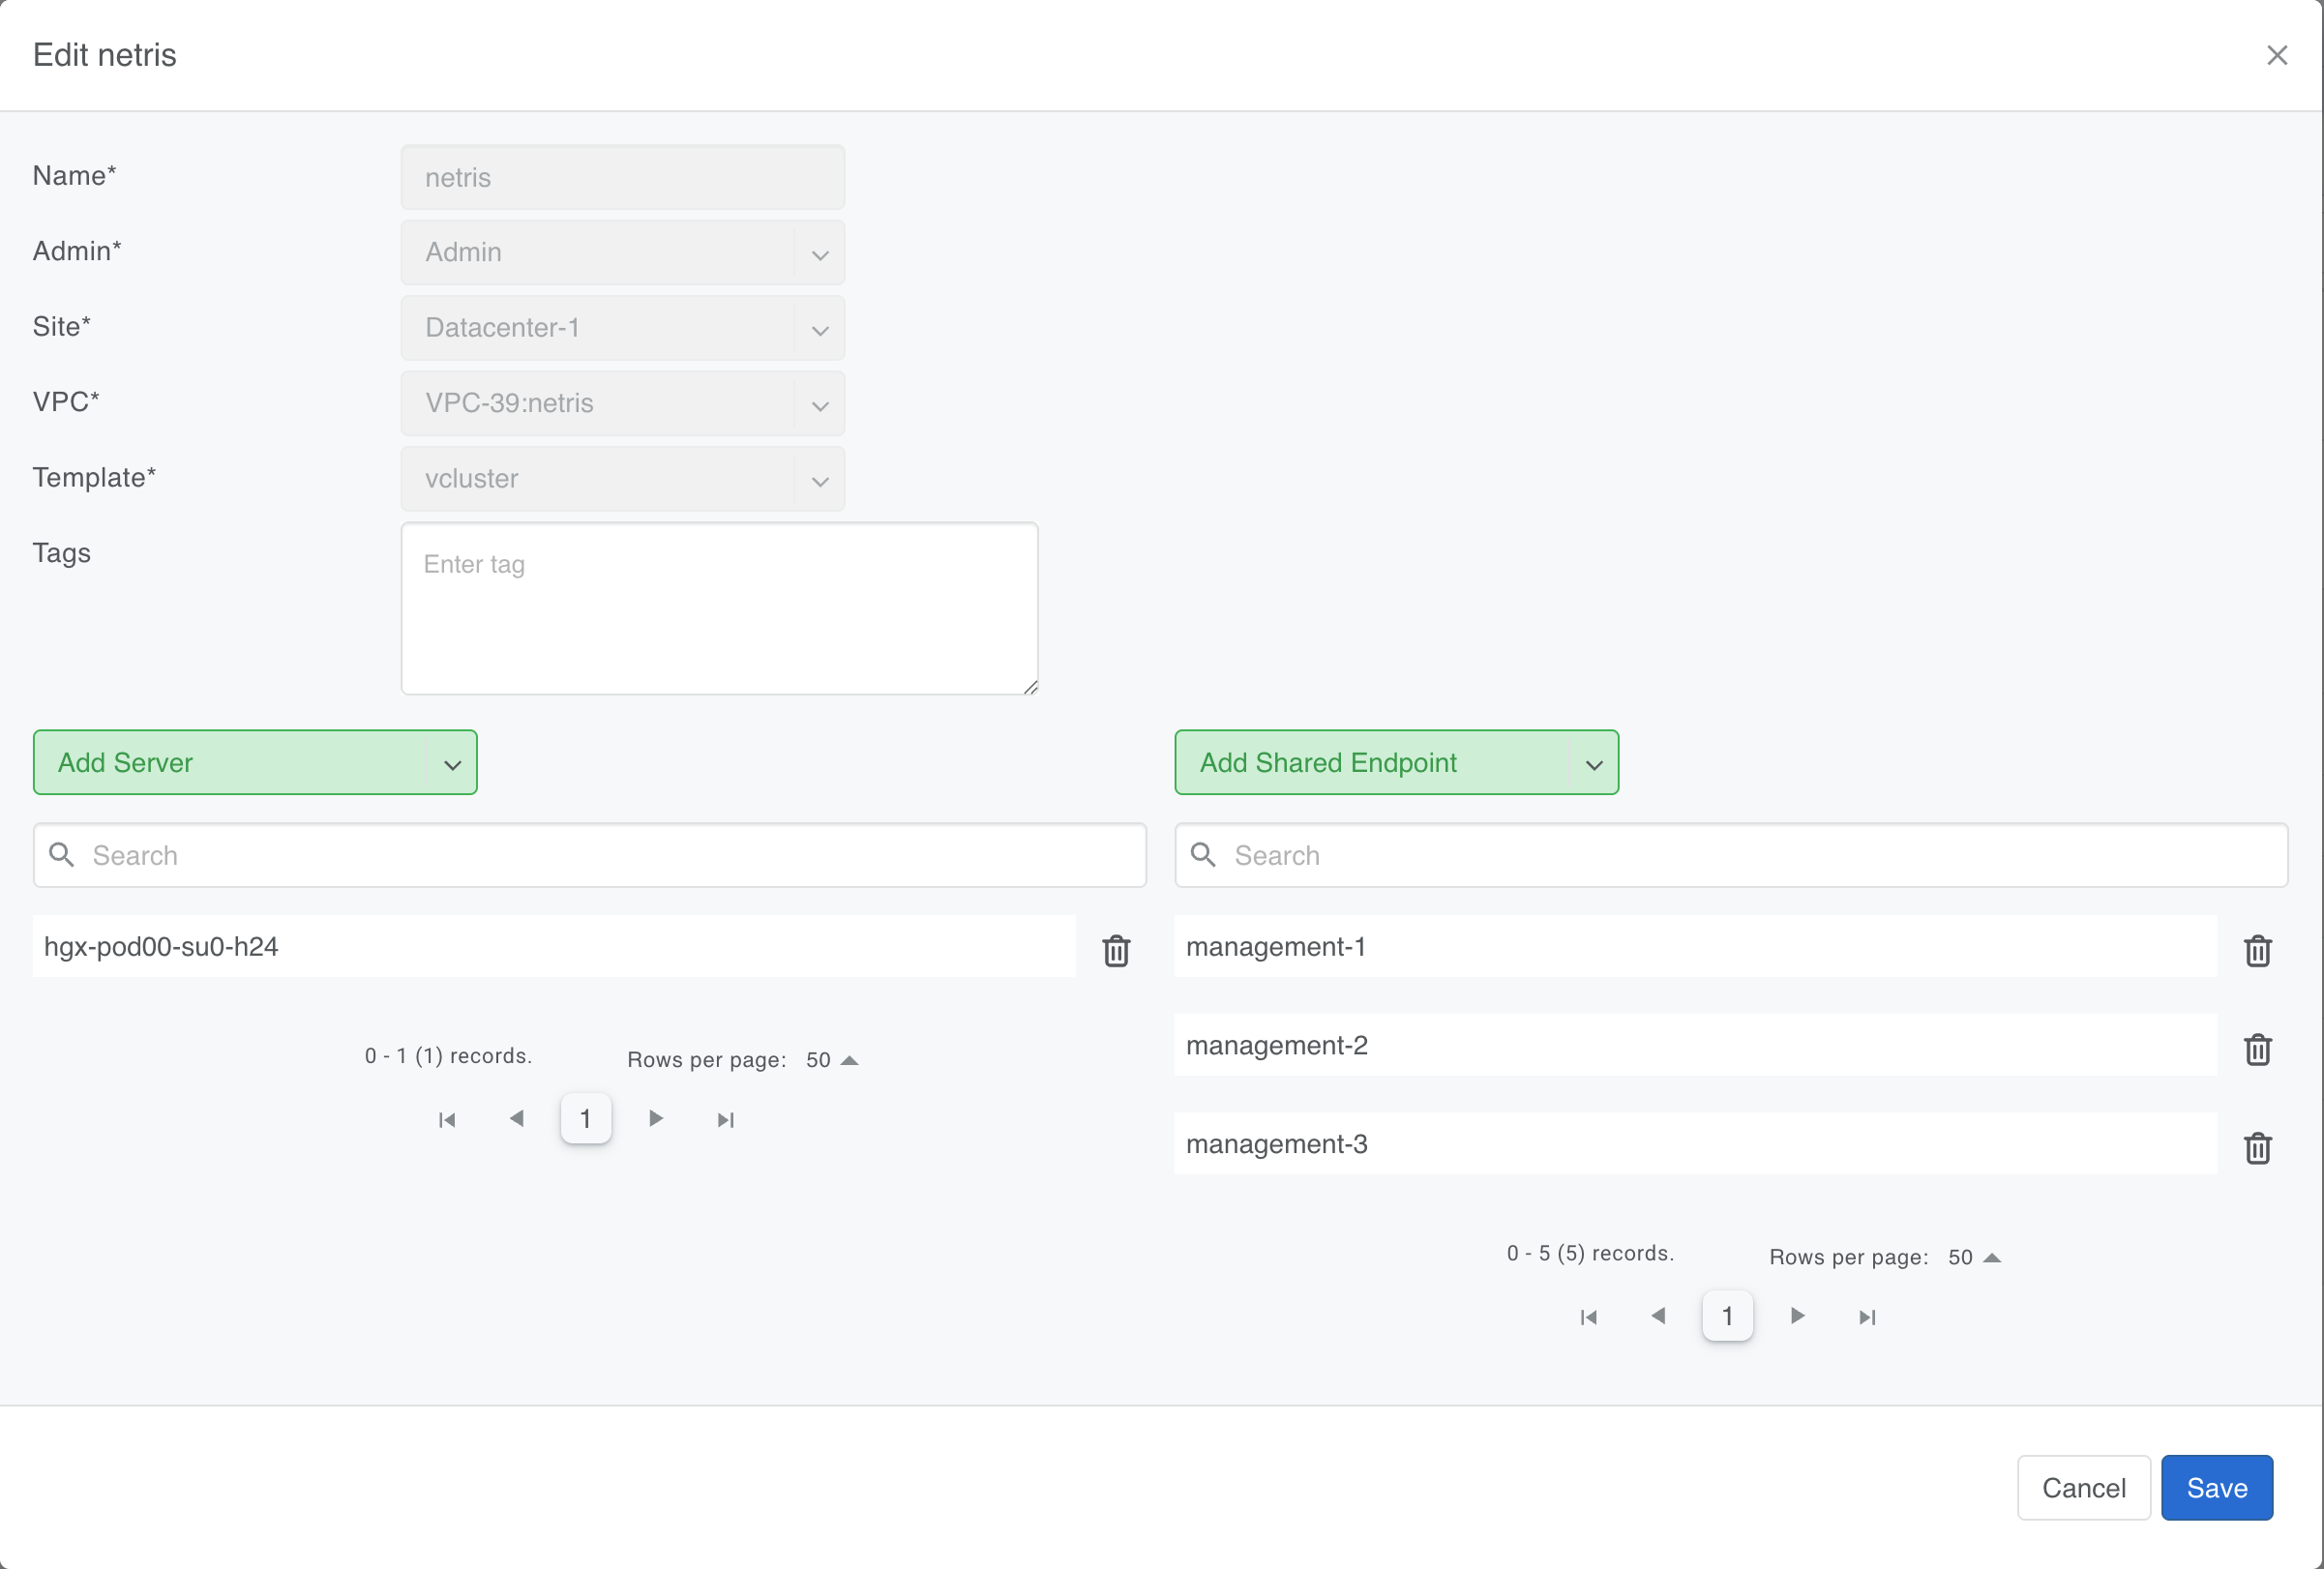 Edit netris
Name* netris
Admin* Admin
Site* Datacenter-1
VPC* VPC-39:netris
Template* vcluster
Tags Enter tag
Add Server
Search
hgx-pod00-su0-h24
0 - 1 (1) records. Rows per page: 50
1
Add Shared Endpoint
Search
management-1
management-2
management-3
0 - 5 (5) records. Rows per page: 50
1
Cancel Save